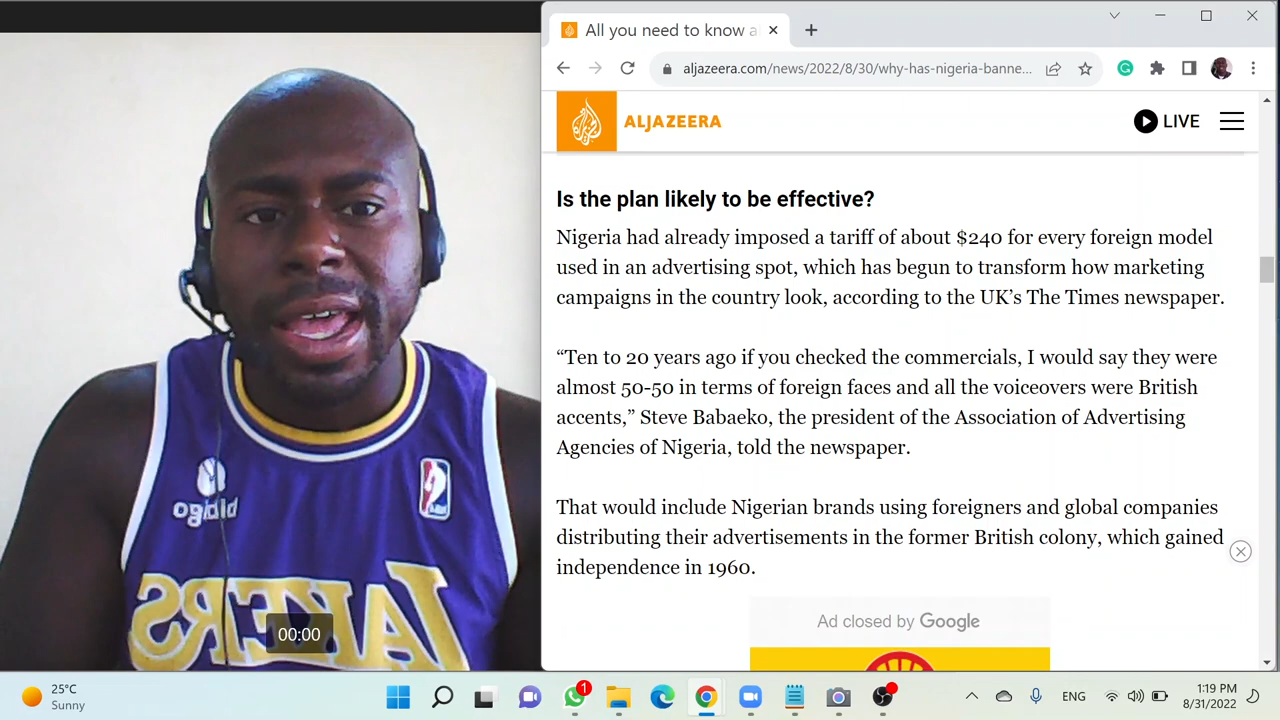 00:00
All you need to know a
aljazeera.com/news/2022/8/30/why-has-nigeria-banne...
ALJAZEERA
LIVE
Is the plan likely to be effective?
Nigeria had already imposed a tariff of about $240 for every foreign model
used in an advertising spot, which has begun to transform how marketing
campaigns in the country look, according to the UK’s The Times newspaper.
“Ten to 20 years ago if you checked the commercials, I would say they were
almost 50-50 in terms of foreign faces and all the voiceovers were British
accents,” Steve Babaeko, the president of the Association of Advertising
Agencies of Nigeria, told the newspaper.
That would include Nigerian brands using foreigners and global companies
distributing their advertisements in the former British colony, which gained
independence in 1960.
Ad closed by Google
LAKERS
bibigo
25°C
Sunny
1
ENG
1:19 PM
8/31/2022